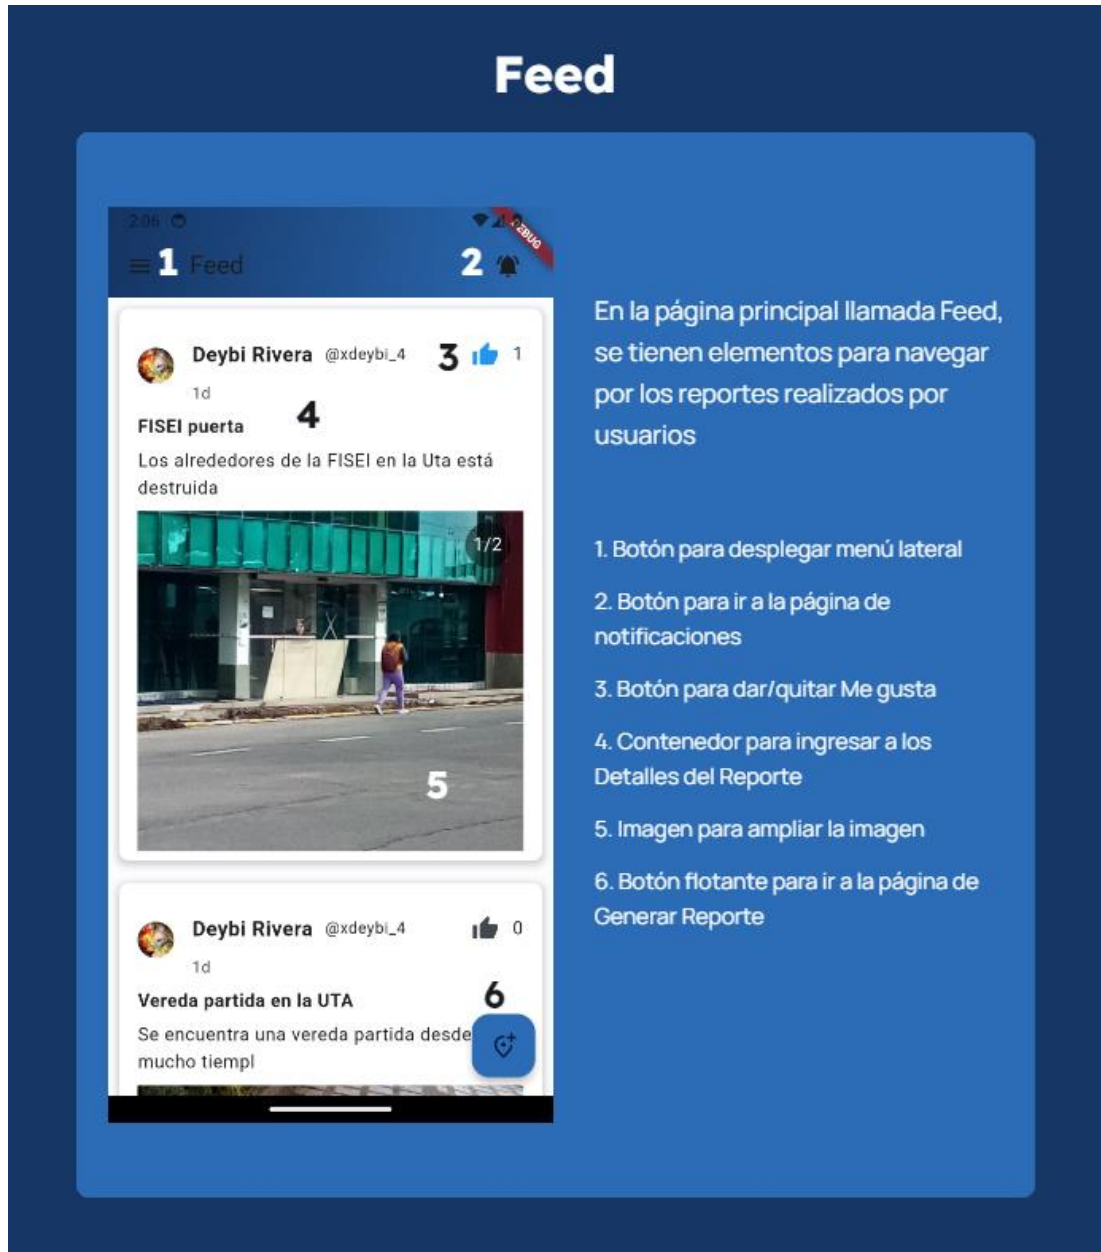 Feed
2:06
1 Feed 2
Deybi Rivera @xdeybi_4 3 1
1d
4
FISEI puerta
Los alrededores de la FISEI en la Uta está
destruida
1/2
5
Deybi Rivera @xdeybi_4 0
1d
6
Vereda partida en la UTA
Se encuentra una vereda partida desde
mucho tiempl
En la página principal llamada Feed,
se tienen elementos para navegar
por los reportes realizados por
usuarios
1. Botón para desplegar menú lateral
2. Botón para ir a la página de
notificaciones
3. Botón para dar/quitar Me gusta
4. Contenedor para ingresar a los
Detalles del Reporte
5. Imagen para ampliar la imagen
6. Botón flotante para ir a la página de
Generar Reporte